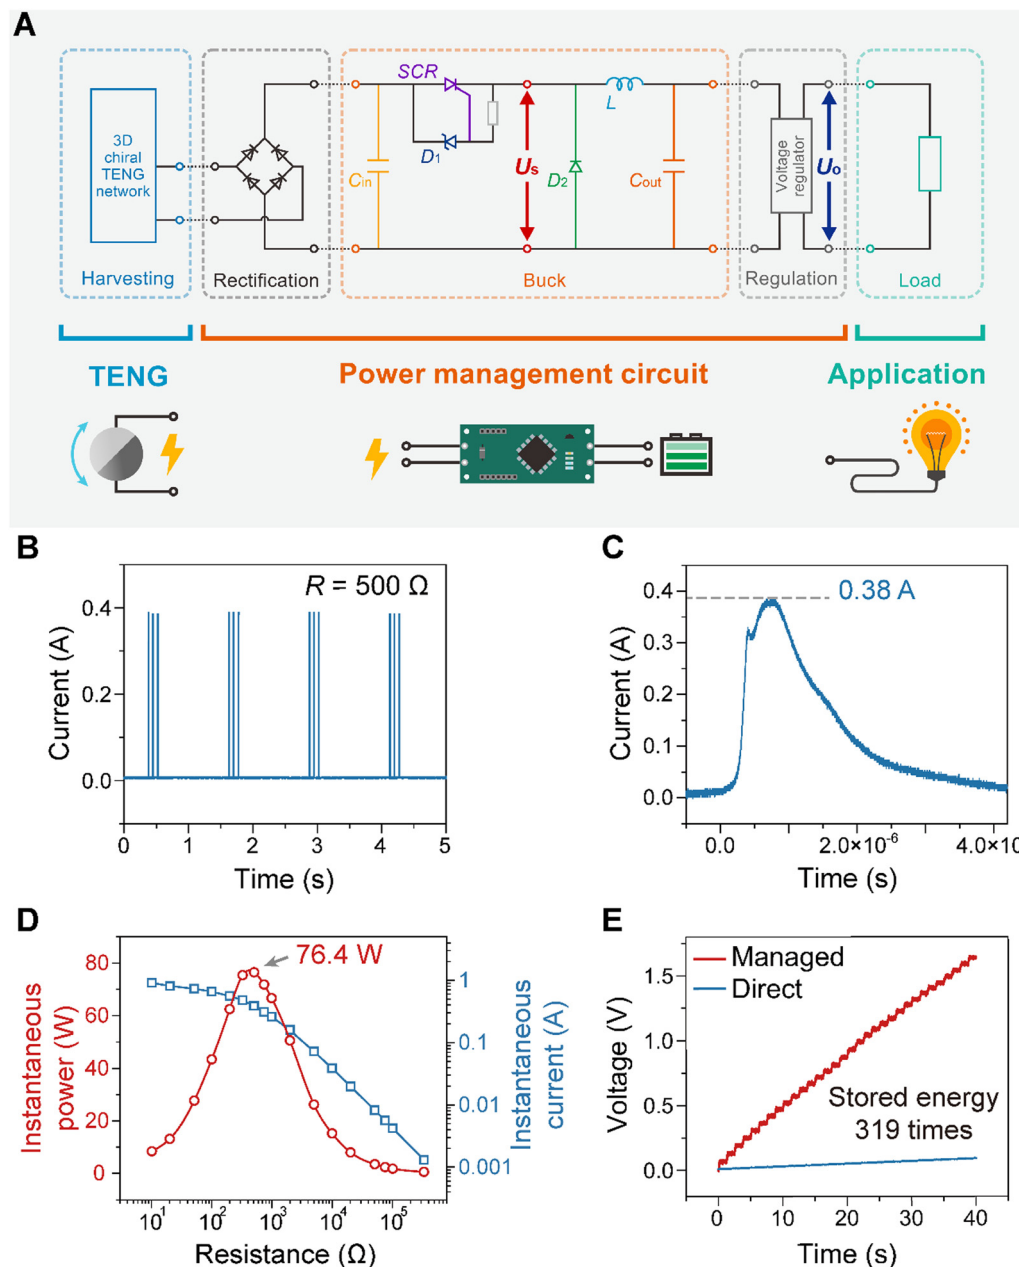 A
SCR
L
3D
chiral
TENG
network
D1
Cin
Us
D2
Cout
Voltage
regulator
Uo
Harvesting
Rectification
Buck
Regulation
Load
TENG
Power management circuit
Application
B
R = 500 Ω
0.4
0.2
0.0
Current (A)
0 1 2 3 4 5
Time (s)
C
0.38 A
0.4
0.3
0.2
0.1
0.0
Current (A)
0.0 2.0×10⁻⁶ 4.0×10
Time (s)
D
76.4 W
80
60
40
20
0
Instantaneous
power (W)
1
0.1
0.01
0.001
Instantaneous
current (A)
10¹ 10² 10³ 10⁴ 10⁵
Resistance (Ω)
E
Managed
Direct
1.5
1.0
0.5
0.0
Voltage (V)
Stored energy
319 times
0 10 20 30 40
Time (s)